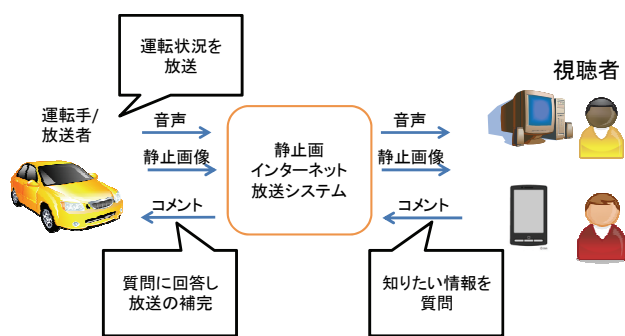 運転状況を
放送
運転手/
放送者
音声
静止画像
コメント
静止画
インターネット
放送システム
音声
静止画像
コメント
視聴者
質問に回答し
放送の補完
知りたい情報を
質問